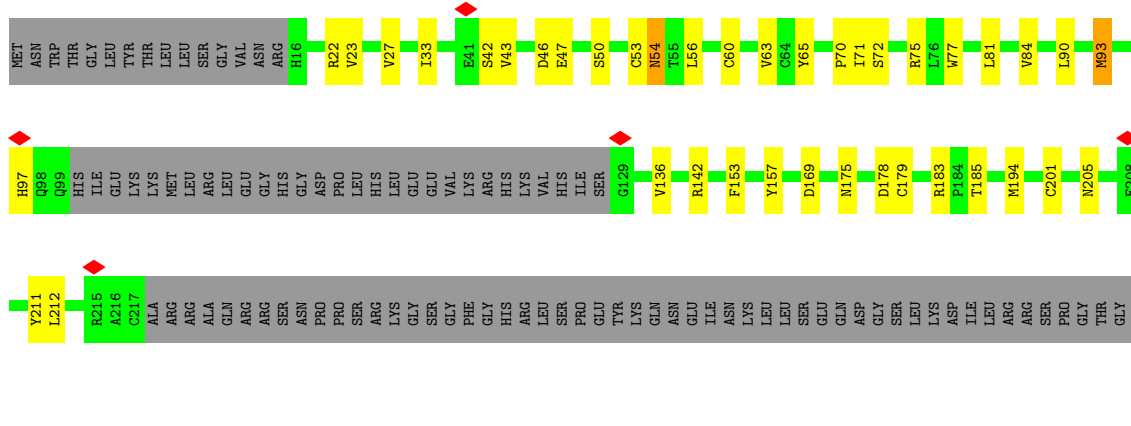 MET ASN TRP THR GLY LEU TYR THR LEU LEU SER GLY VAL ASN ARG H16 R22 V23 V27 I33 E41 S42 V43 D46 E47 S50 C53 N54 T55 L56 C60 V63 C64 Y65 P70 I71 S72 R75 L76 W77 L81 V84 L90 M93
H97 Q98 Q99 HIS ILE GLU LYS LYS MET LEU ARG LEU GLU GLY HIS GLY ASP PRO LEU HIS LEU GLU GLU VAL LYS ARG HIS LYS VAL HIS ILE SER G129 V136 R142 F153 Y157 D169 N175 D178 C179 R183 P184 T185 M194 C201 N205
Y211 L212 R215 A216 C217 ALA ARG ARG ALA GLN ARG ARG SER ASN PRO PRO SER ARG LYS GLY SER GLY PHE GLY HIS ARG LEU SER PRO GLU TYR LYS GLN ASN GLU ILE ASN LYS LEU LEU SER GLU GLN ASP GLY SER LEU LYS ASP ILE LEU ARG ARG SER PRO GLY THR GLY